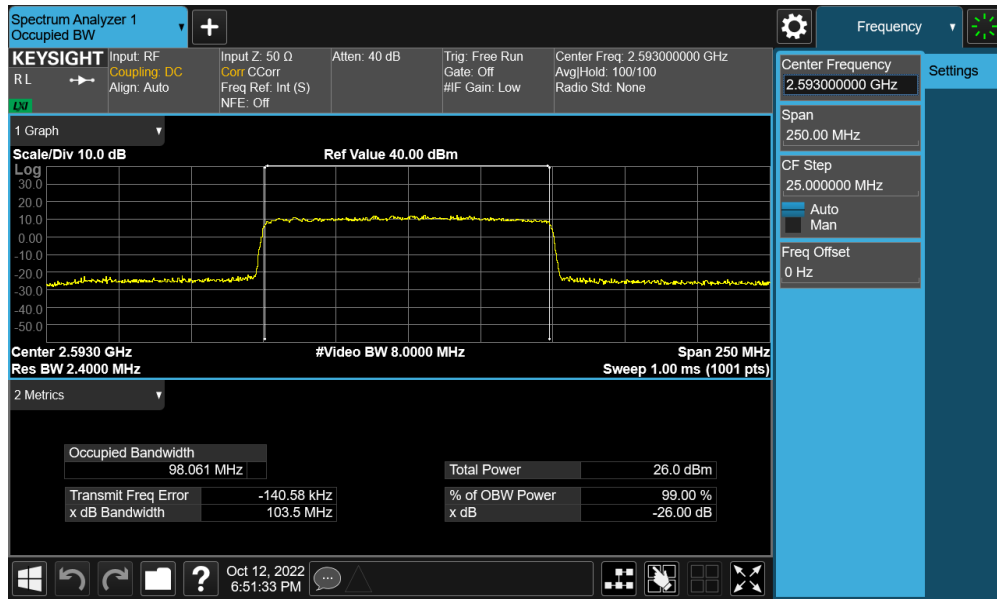 Spectrum Analyzer 1
Occupied BW
+
Frequency
KEYSIGHT
R L
LXI
Input: RF
Coupling: DC
Align: Auto
Input Z: 50 Ω
Corr CCorr
Freq Ref: Int (S)
NFE: Off
Atten: 40 dB
Trig: Free Run
Gate: Off
#IF Gain: Low
Center Freq: 2.593000000 GHz
Avg|Hold: 100/100
Radio Std: None
Center Frequency
2.593000000 GHz
Settings
Span
250.00 MHz
CF Step
25.000000 MHz
Auto
Man
Freq Offset
0 Hz
1 Graph
Scale/Div 10.0 dB
Ref Value 40.00 dBm
Log
30.0
20.0
10.0
0.00
-10.0
-20.0
-30.0
-40.0
-50.0
Center 2.5930 GHz
#Video BW 8.0000 MHz
Span 250 MHz
Res BW 2.4000 MHz
Sweep 1.00 ms (1001 pts)
2 Metrics
Occupied Bandwidth
98.061 MHz
Total Power 26.0 dBm
Transmit Freq Error -140.58 kHz
% of OBW Power 99.00 %
x dB Bandwidth 103.5 MHz
x dB -26.00 dB
?
Oct 12, 2022
6:51:33 PM